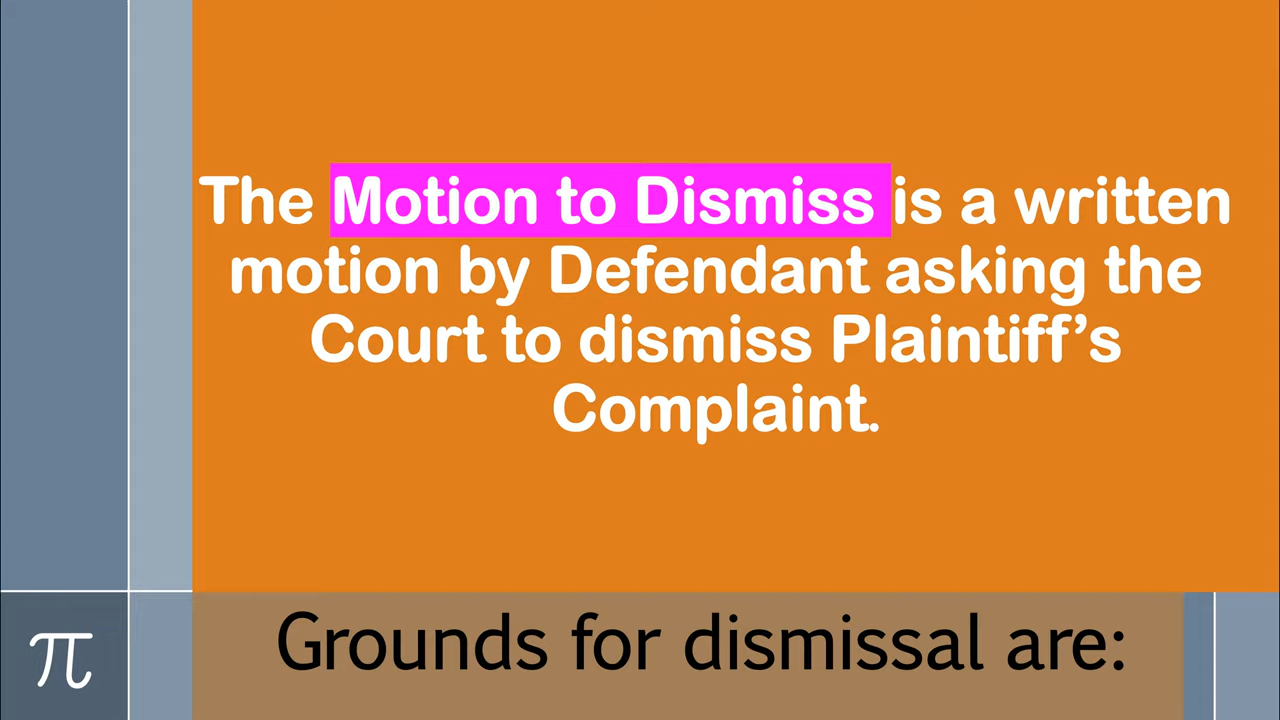 The Motion to Dismiss is a written
motion by Defendant asking the
Court to dismiss Plaintiff’s
Complaint.
Grounds for dismissal are:
π